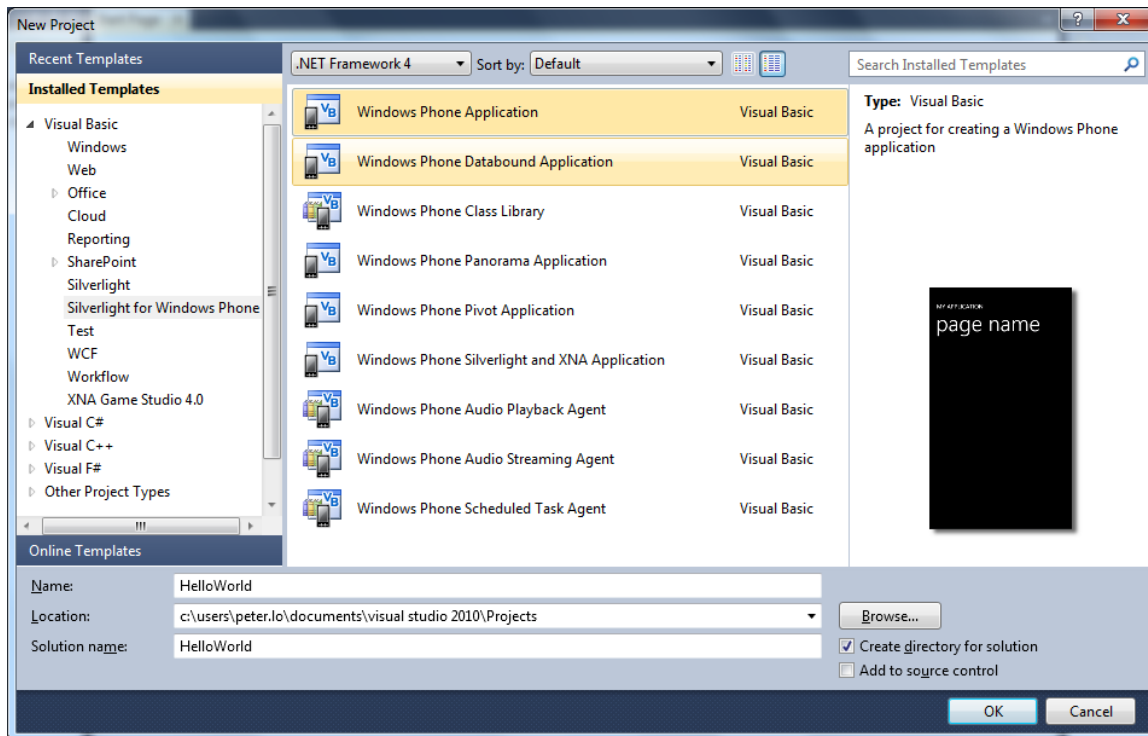 New Project
Recent Templates
Installed Templates
Visual Basic
Windows
Web
Office
Cloud
Reporting
SharePoint
Silverlight
Silverlight for Windows Phone
Test
WCF
Workflow
XNA Game Studio 4.0
Visual C#
Visual C++
Visual F#
Other Project Types
Online Templates
.NET Framework 4 Sort by: Default
Windows Phone Application Visual Basic
Windows Phone Databound Application Visual Basic
Windows Phone Class Library Visual Basic
Windows Phone Panorama Application Visual Basic
Windows Phone Pivot Application Visual Basic
Windows Phone Silverlight and XNA Application Visual Basic
Windows Phone Audio Playback Agent Visual Basic
Windows Phone Audio Streaming Agent Visual Basic
Windows Phone Scheduled Task Agent Visual Basic
Search Installed Templates
Type: Visual Basic
A project for creating a Windows Phone
application
MY APPLICATION
page name
Name: HelloWorld
Location: c:\users\peter.lo\documents\visual studio 2010\Projects
Browse...
Solution name: HelloWorld
Create directory for solution
Add to source control
OK Cancel